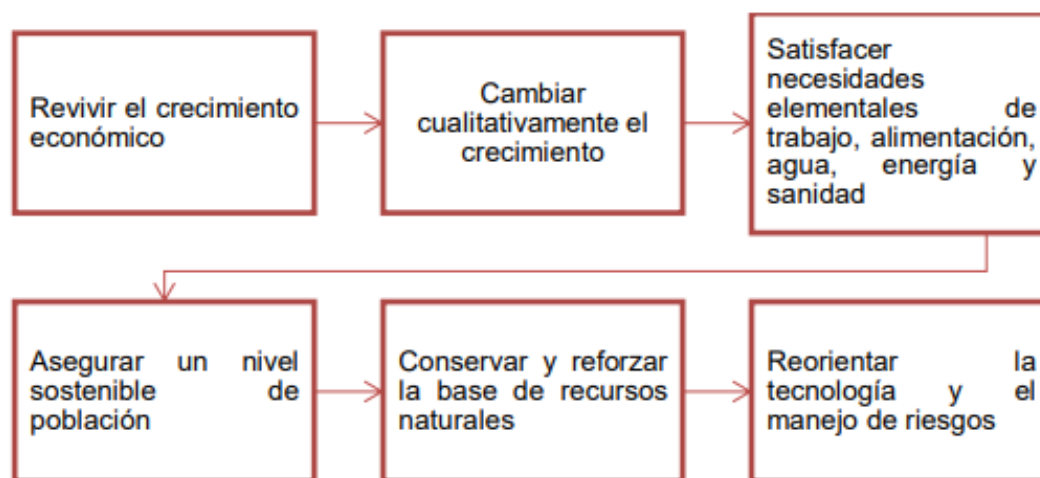 Revivir el crecimiento
económico
Cambiar
cualitativamente el
crecimiento
Satisfacer
necesidades
elementales de
trabajo, alimentación,
agua, energía y
sanidad
Asegurar un nivel
sostenible de
población
Conservar y reforzar
la base de recursos
naturales
Reorientar la
tecnología y el
manejo de riesgos